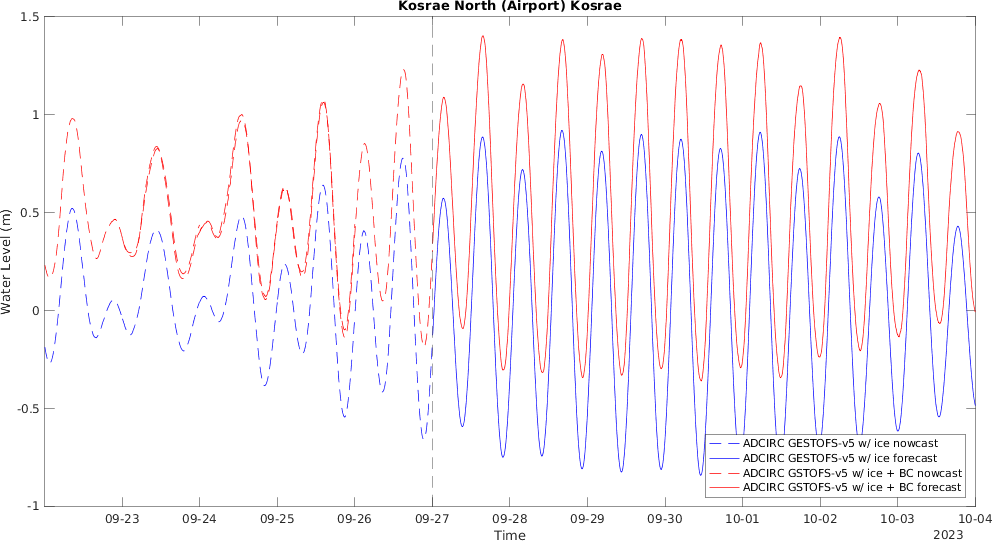 Kosrae North (Airport) Kosrae
Water Level (m)
1.5
1
0.5
0
-0.5
-1
09-23
09-24
09-25
09-26
09-27
09-28
09-29
09-30
10-01
10-02
10-03
10-04
Time
2023
ADCIRC GESTOFS-v5 w/ ice nowcast
ADCIRC GESTOFS-v5 w/ ice forecast
ADCIRC GSTOFS-v5 w/ ice + BC nowcast
ADCIRC GSTOFS-v5 w/ ice + BC forecast